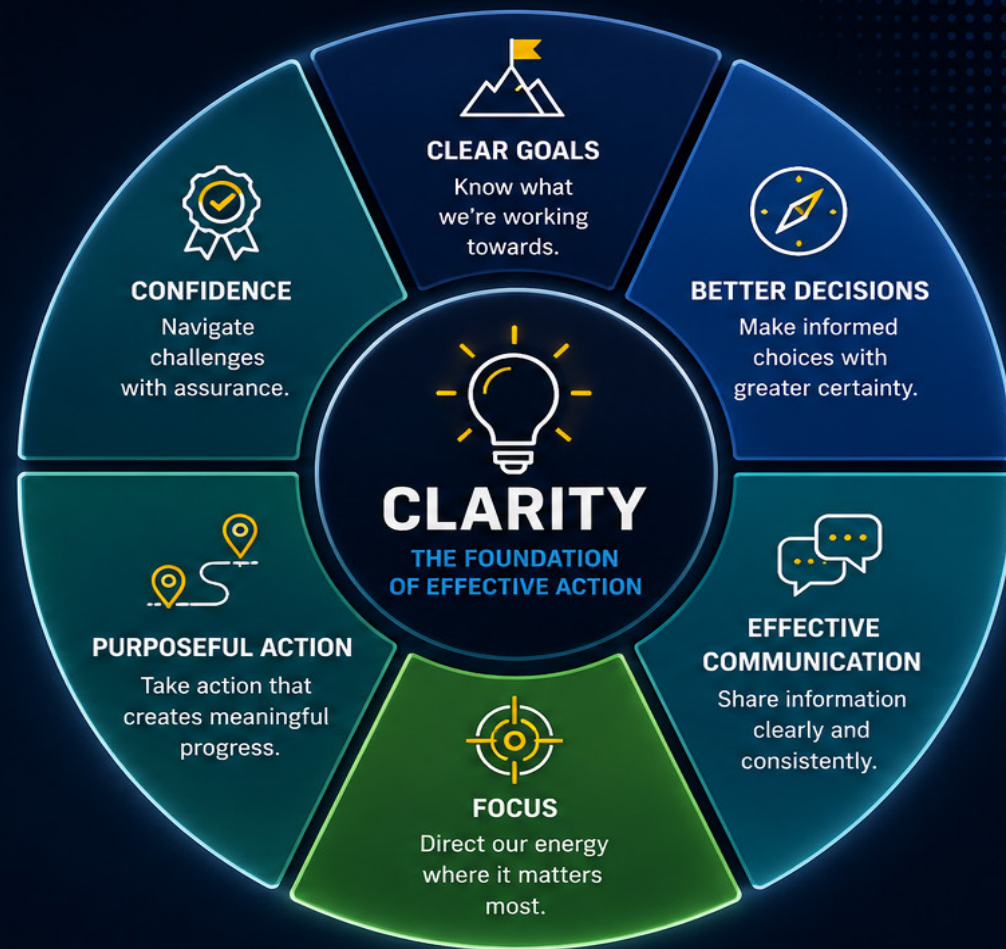 CLEAR GOALS
Know what
we're working
towards.
BETTER DECISIONS
Make informed
choices with
greater certainty.
EFFECTIVE
COMMUNICATION
Share information
clearly and
consistently.
FOCUS
Direct our energy
where it matters
most.
PURPOSEFUL ACTION
Take action that
creates meaningful
progress.
CONFIDENCE
Navigate
challenges
with assurance.
CLARITY
THE FOUNDATION
OF EFFECTIVE ACTION